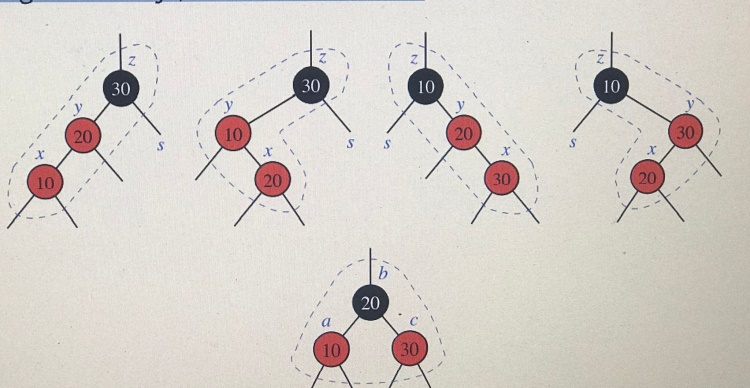 z z z z
30 30 10 10
y y y y
20 10 20 30
s s s s
x x x x
10 20 30 20
b
20
a c
10 30